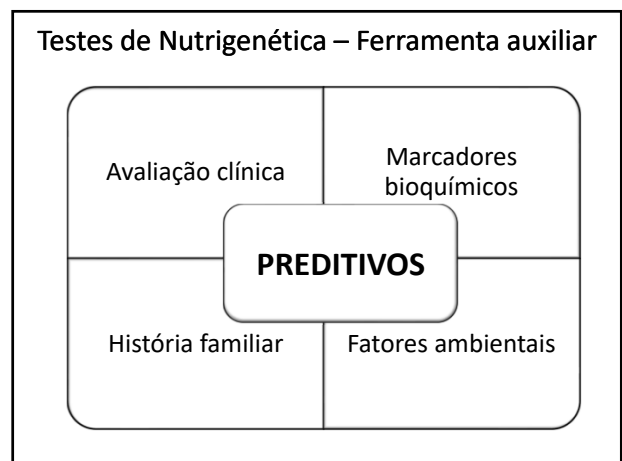 Testes de Nutrigenética – Ferramenta auxiliar
Avaliação clínica
Marcadores
bioquímicos
PREDITIVOS
História familiar
Fatores ambientais